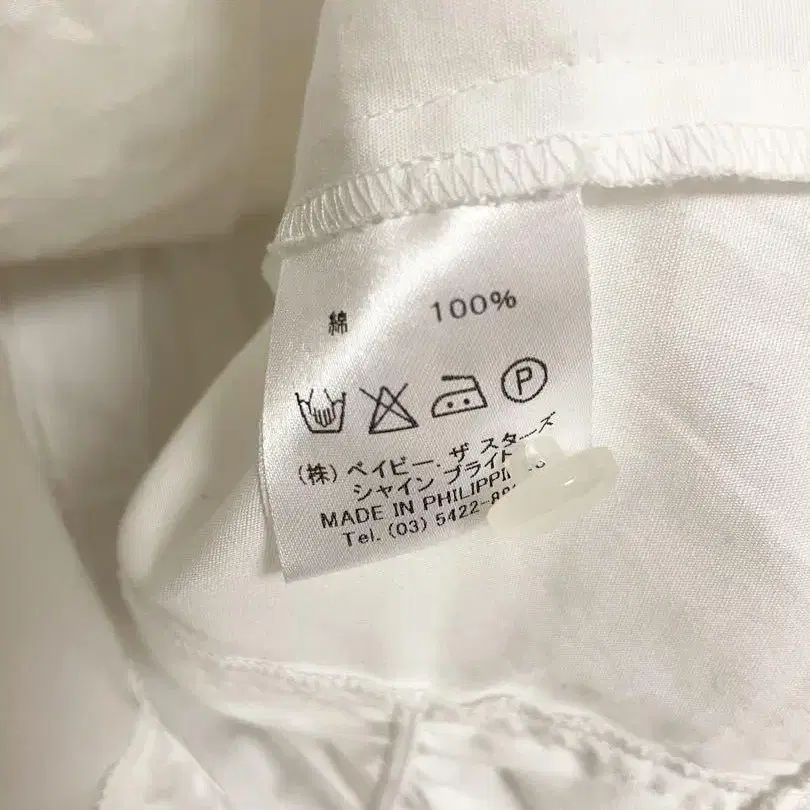 綿 100%
P
(株) ベイビー、ザ スターズ
シャイン ブライト
MADE IN
Tel. (03) 5422-